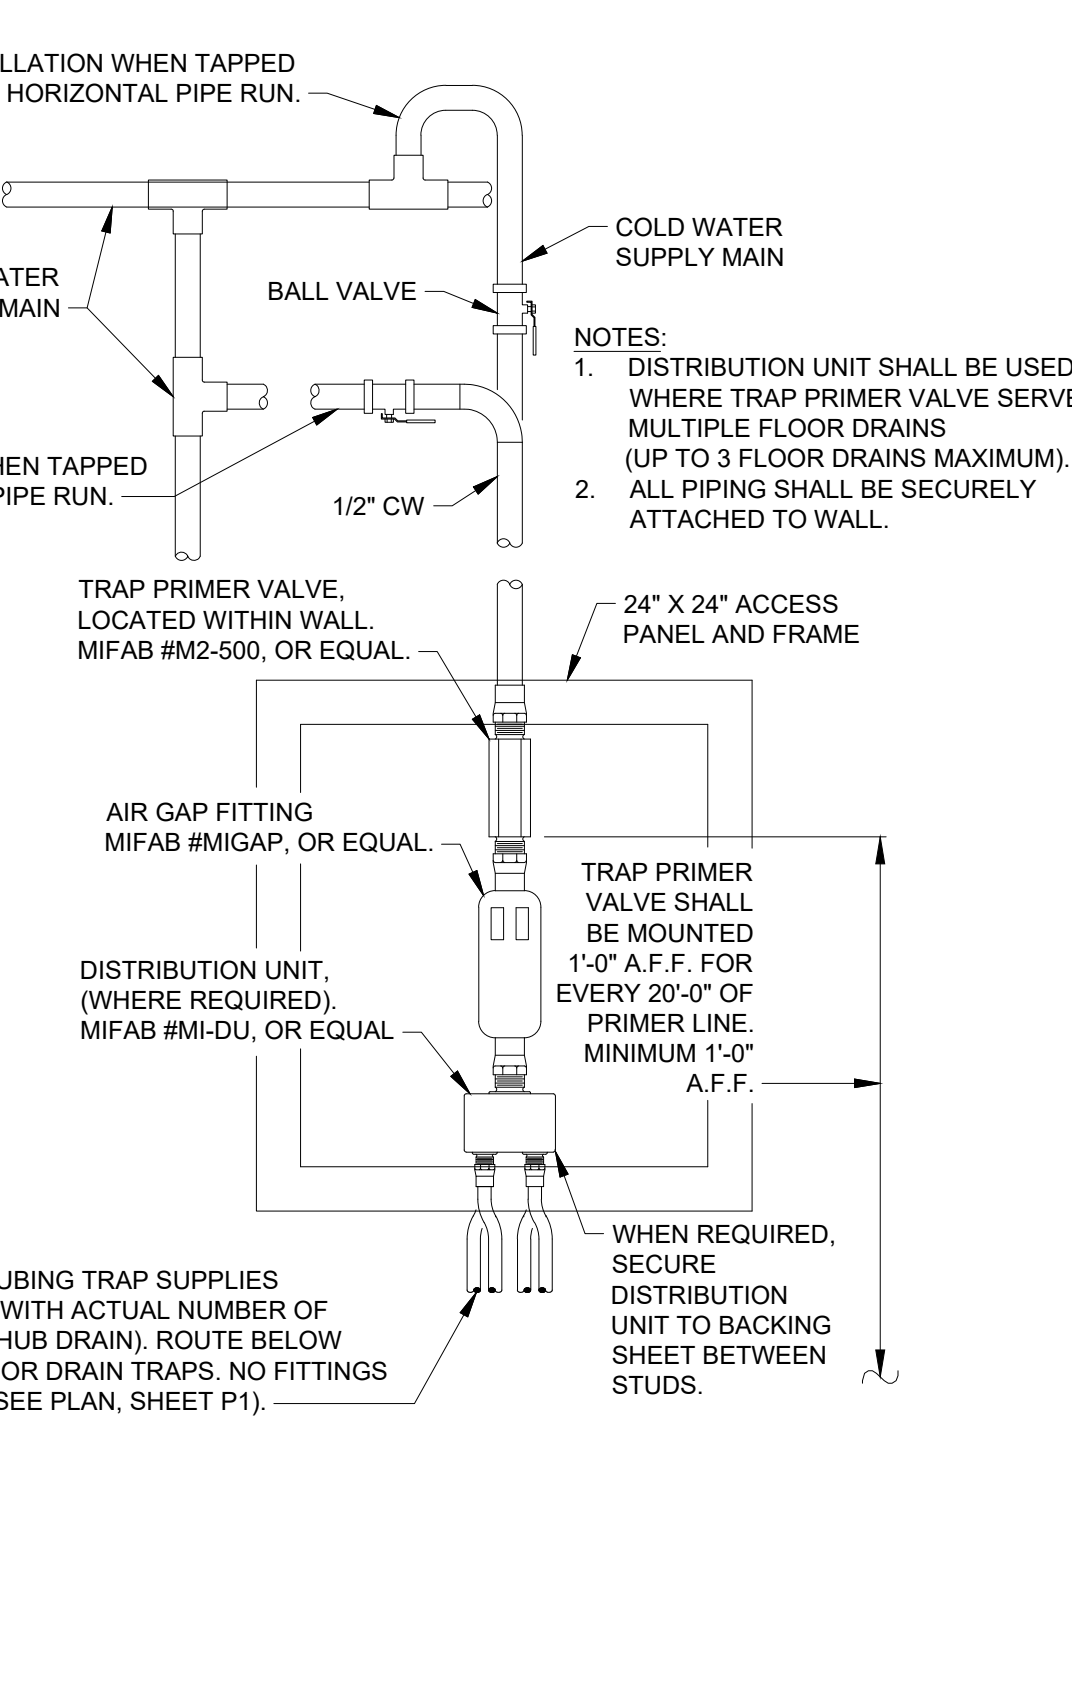 LLATION WHEN TAPPED
HORIZONTAL PIPE RUN.
COLD WATER
SUPPLY MAIN
ATER
MAIN
BALL VALVE
NOTES:
1. DISTRIBUTION UNIT SHALL BE USED
WHERE TRAP PRIMER VALVE SERVE
MULTIPLE FLOOR DRAINS
(UP TO 3 FLOOR DRAINS MAXIMUM).
2. ALL PIPING SHALL BE SECURELY
ATTACHED TO WALL.
HEN TAPPED
PIPE RUN.
1/2" CW
TRAP PRIMER VALVE,
LOCATED WITHIN WALL.
MIFAB #M2-500, OR EQUAL.
24" X 24" ACCESS
PANEL AND FRAME
AIR GAP FITTING
MIFAB #MIGAP, OR EQUAL.
TRAP PRIMER
VALVE SHALL
BE MOUNTED
1'-0" A.F.F. FOR
EVERY 20'-0" OF
PRIMER LINE.
MINIMUM 1'-0"
A.F.F.
DISTRIBUTION UNIT,
(WHERE REQUIRED).
MIFAB #MI-DU, OR EQUAL
WHEN REQUIRED,
SECURE
DISTRIBUTION
UNIT TO BACKING
SHEET BETWEEN
STUDS.
UBING TRAP SUPPLIES
WITH ACTUAL NUMBER OF
HUB DRAIN). ROUTE BELOW
OR DRAIN TRAPS. NO FITTINGS
SEE PLAN, SHEET P1).